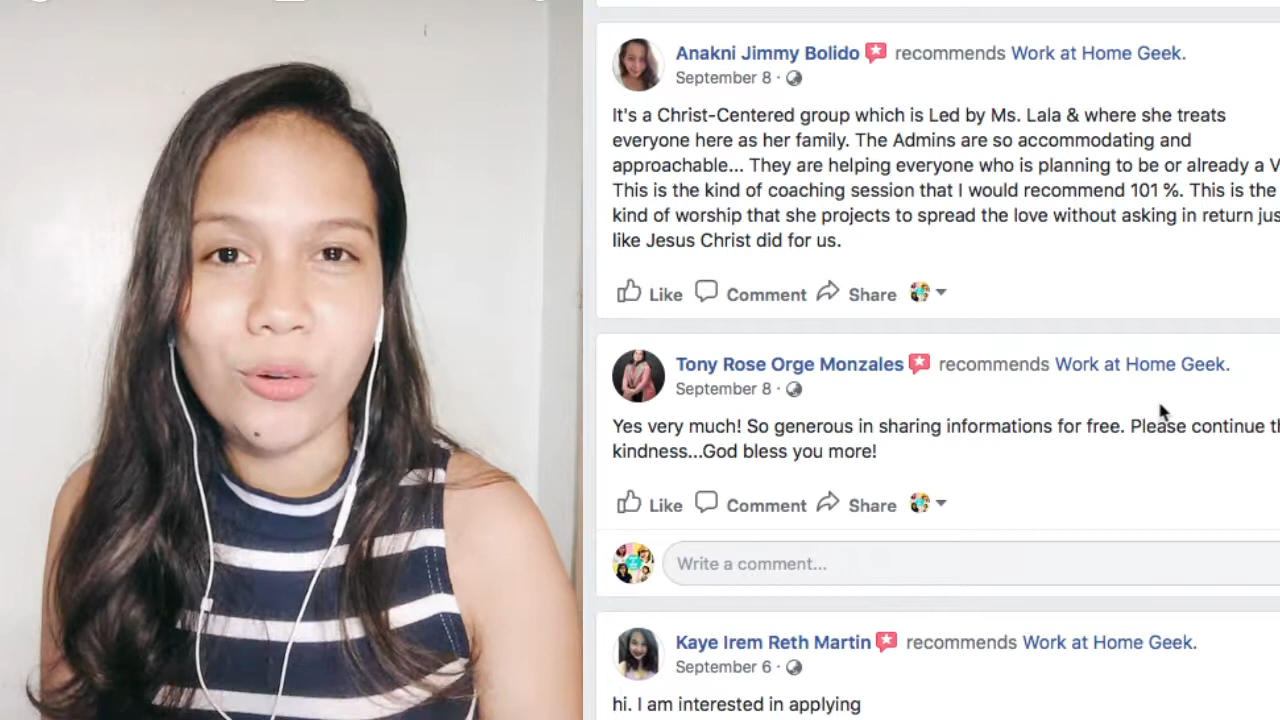 Anakni Jimmy Bolido recommends Work at Home Geek.
September 8 ·
It's a Christ-Centered group which is Led by Ms. Lala & where she treats
everyone here as her family. The Admins are so accommodating and
approachable... They are helping everyone who is planning to be or already a
This is the kind of coaching session that I would recommend 101 %. This is the
kind of worship that she projects to spread the love without asking in return
like Jesus Christ did for us.
Like Comment Share
Tony Rose Orge Monzales recommends Work at Home Geek.
September 8 ·
Yes very much! So generous in sharing informations for free. Please continue
kindness...God bless you more!
Like Comment Share
Write a comment...
Kaye Irem Reth Martin recommends Work at Home Geek.
September 6 ·
hi. I am interested in applying